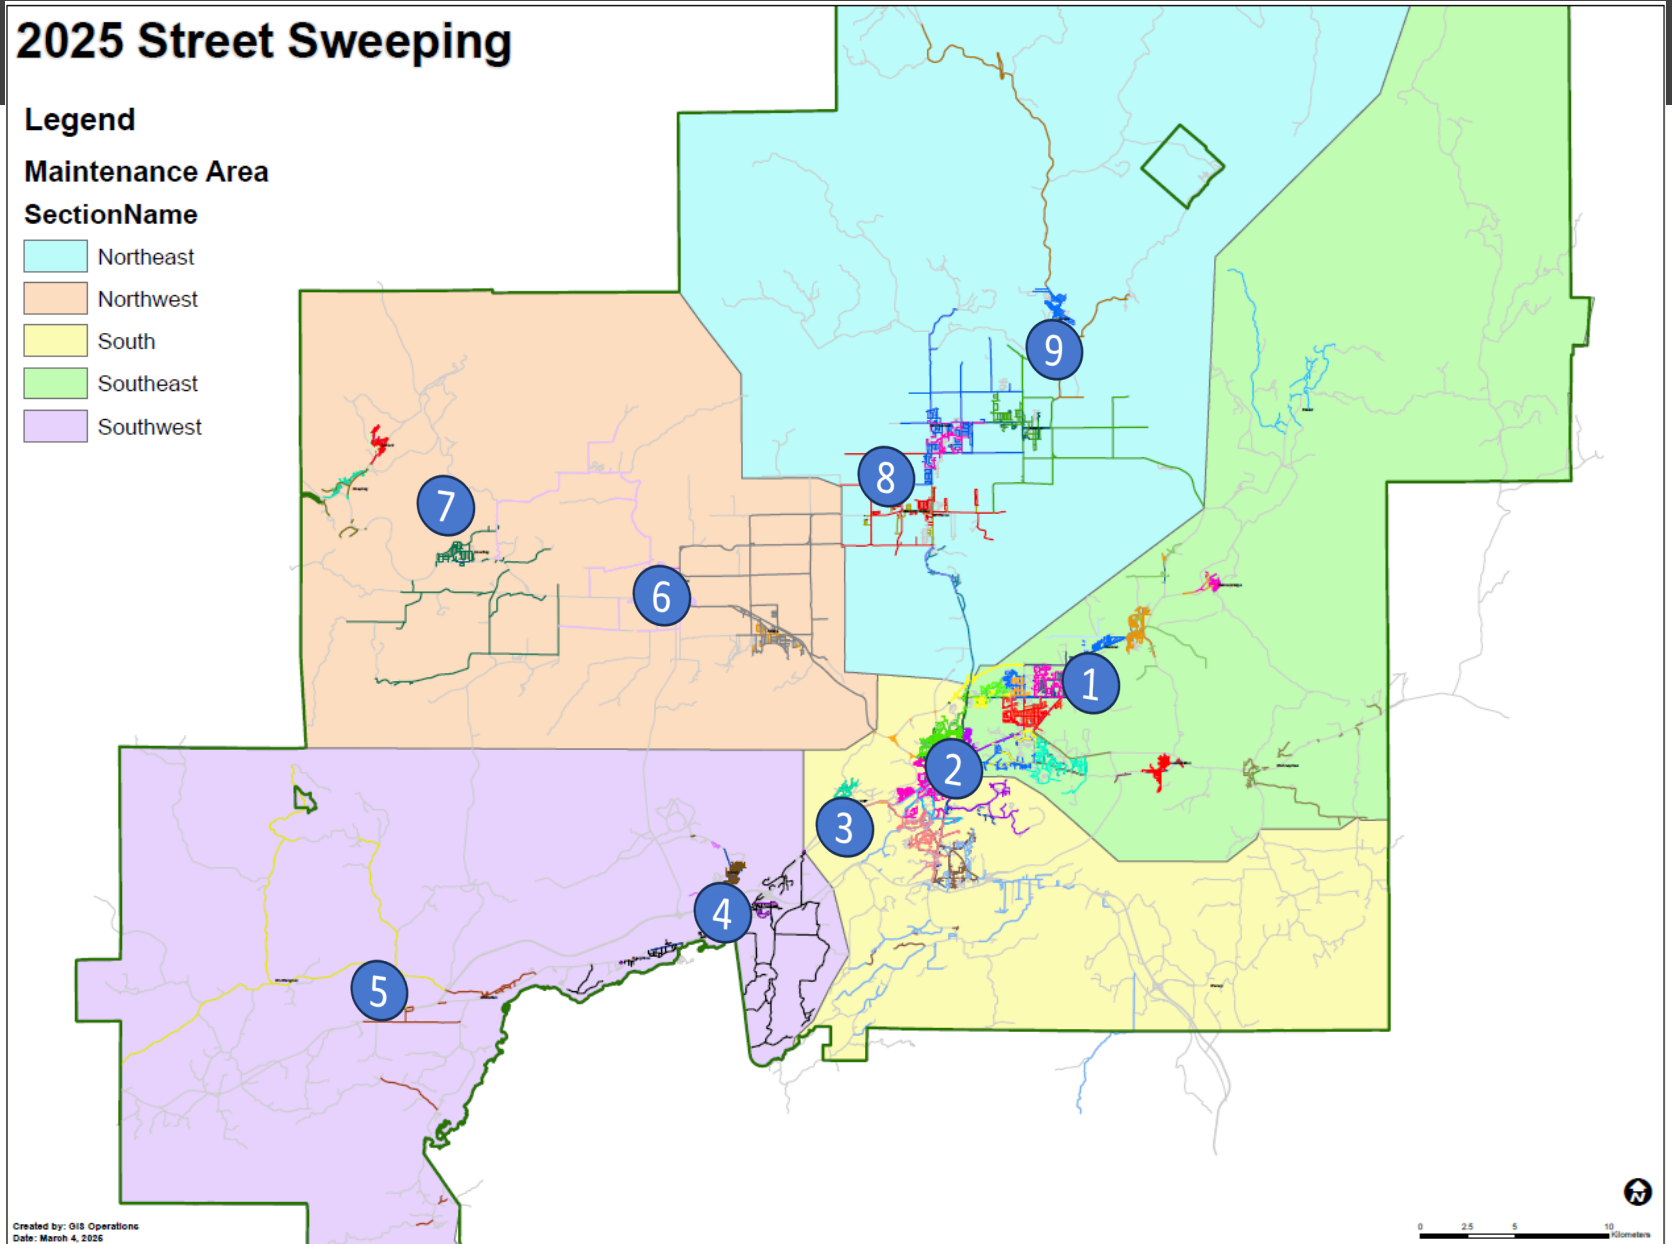 2025 Street Sweeping
Legend
Maintenance Area
SectionName
Northeast
Northwest
South
Southeast
Southwest
9
8
7
6
1
2
3
4
5
Created by: GIS Operations
Date: March 4, 2025
0 2.5 5 10
Kilometers
N